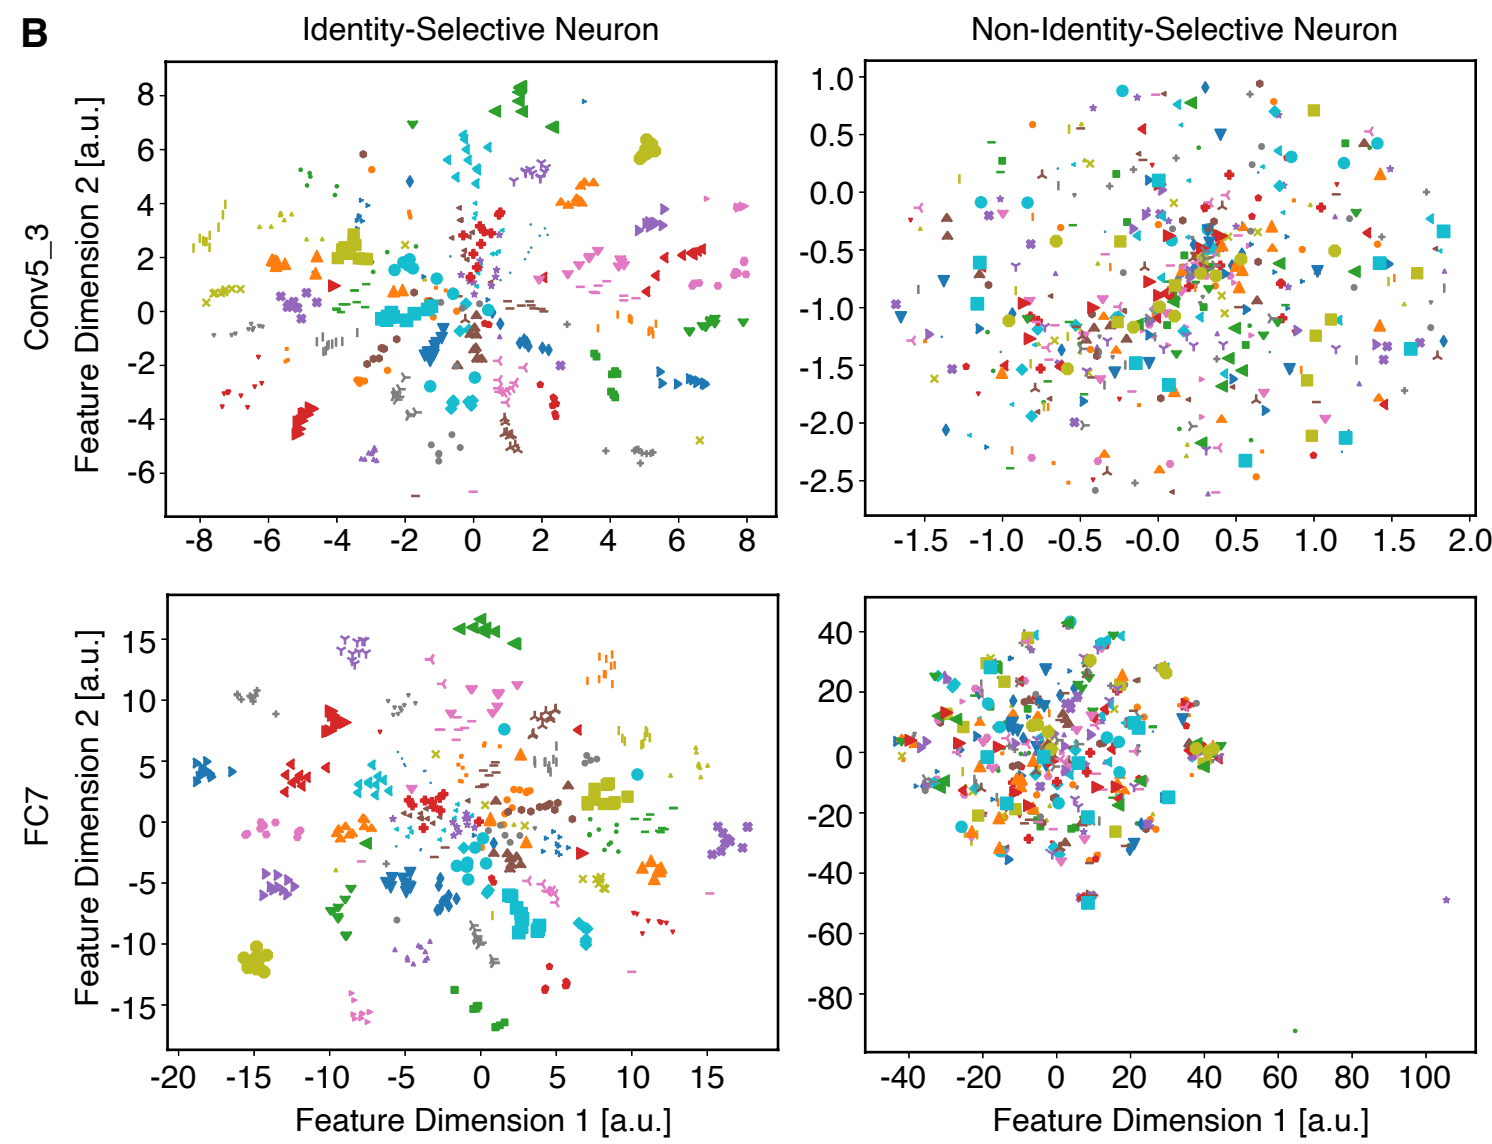 B
Identity-Selective Neuron
Non-Identity-Selective Neuron
Conv5_3
Feature Dimension 2 [a.u.]
8
6
4
2
0
-2
-4
-6
-8 -6 -4 -2 0 2 4 6 8
1.0
0.5
0.0
-0.5
-1.0
-1.5
-2.0
-2.5
-1.5 -1.0 -0.5 -0.0 0.5 1.0 1.5 2.0
FC7
Feature Dimension 2 [a.u.]
15
10
5
0
-5
-10
-15
-20 -15 -10 -5 0 5 10 15
Feature Dimension 1 [a.u.]
40
20
0
-20
-40
-60
-80
-40 -20 0 20 40 60 80 100
Feature Dimension 1 [a.u.]